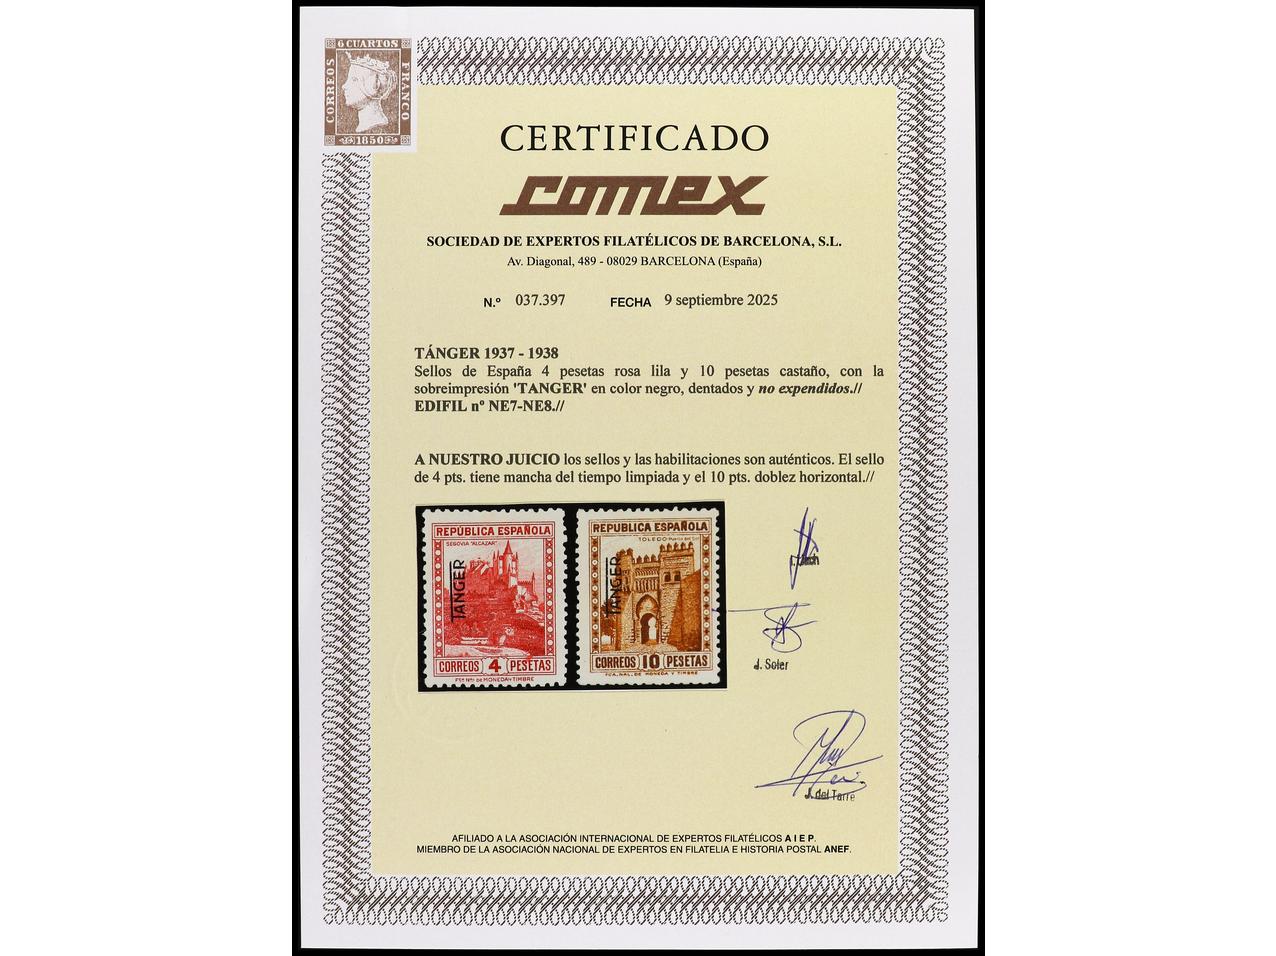 6 CUARTOS
CORREOS
FRANCO
1850
CERTIFICADO
comex
SOCIEDAD DE EXPERTOS FILATÉLICOS DE BARCELONA, S.L.
Av. Diagonal, 489 - 08029 BARCELONA (España)
N.º 037.397 FECHA 9 septiembre 2025
TÁNGER 1937 - 1938
Sellos de España 4 pesetas rosa lila y 10 pesetas castaño, con la
sobreimpresión 'TANGER' en color negro, dentados y no expendidos.//
EDIFIL nº NE7-NE8.//
A NUESTRO JUICIO los sellos y las habilitaciones son auténticos. El sello
de 4 pts. tiene mancha del tiempo limpiada y el 10 pts. doblez horizontal.//
REPÚBLICA ESPAÑOLA
SEGOVIA "ALCAZAR"
TANGER
CORREOS 4 PESETAS
REPUBLICA ESPAÑOLA
TOLEDO Puerta del Sol
TANGER
CORREOS 10 PESETAS
FCA. NAL. DE MONEDA Y TIMBRE
J. Soler
J. del Tarre
AFILIADO A LA ASOCIACIÓN INTERNACIONAL DE EXPERTOS FILATÉLICOS A I E P.
MIEMBRO DE LA ASOCIACIÓN NACIONAL DE EXPERTOS EN FILATELIA E HISTORIA POSTAL ANEF.